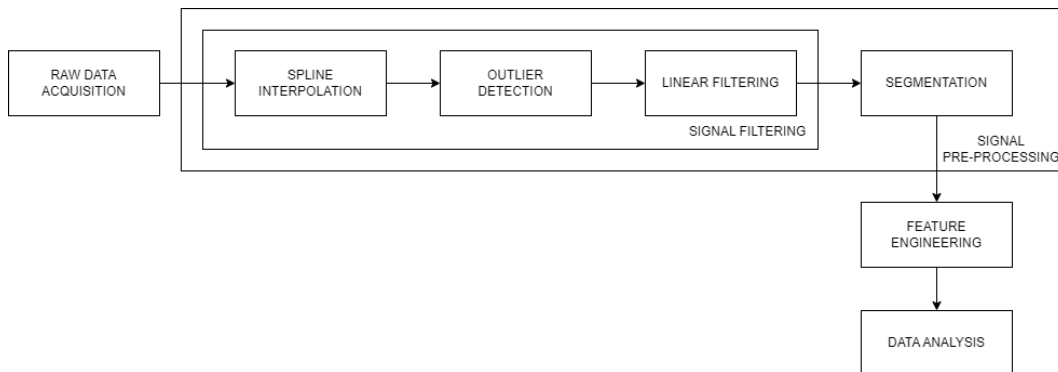 RAW DATA
ACQUISITION
SPLINE
INTERPOLATION
OUTLIER
DETECTION
LINEAR FILTERING
SEGMENTATION
SIGNAL FILTERING
SIGNAL
PRE-PROCESSING
FEATURE
ENGINEERING
DATA ANALYSIS